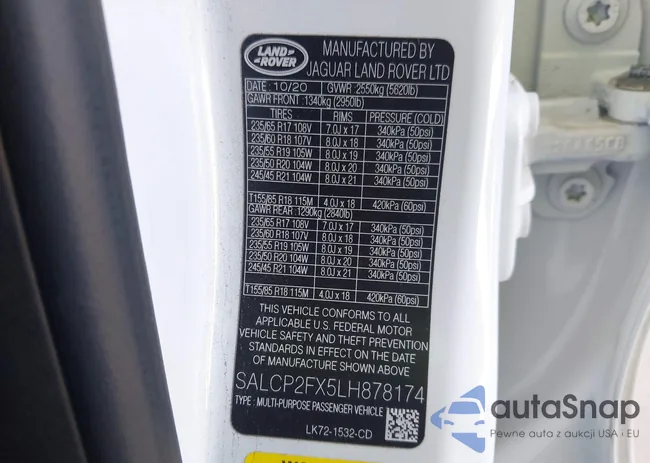 LAND ROVER
MANUFACTURED BY
JAGUAR LAND ROVER LTD
DATE: 10/20 GVWR 2550kg (5620lb)
GAWR FRONT: 1340kg (2950lb)
TIRES RIMS PRESSURE (COLD)
235/65 R17 108V 7.0J x 17 340kPa (50psi)
235/60 R18 107V 8.0J x 18 340kPa (50psi)
235/55 R19 105W 8.0J x 19 340kPa (50psi)
235/50 R20 104W 8.0J x 20 340kPa (50psi)
245/45 R21 104W 8.0J x 21 340kPa (50psi)
T155/85 R18 115M 4.0J x 18 420kPa (60psi)
GAWR REAR: 1290kg (2840lb)
235/65 R17 108V 7.0J x 17 340kPa (50psi)
235/60 R18 107V 8.0J x 18 340kPa (50psi)
235/55 R19 105W 8.0J x 19 340kPa (50psi)
235/50 R20 104W 8.0J x 20 340kPa (50psi)
245/45 R21 104W 8.0J x 21 340kPa (50psi)
T155/85 R18 115M 4.0J x 18 420kPa (60psi)
THIS VEHICLE CONFORMS TO ALL
APPLICABLE U.S. FEDERAL MOTOR
VEHICLE SAFETY AND THEFT PREVENTION
STANDARDS IN EFFECT ON THE DATE
OF MANUFACTURE SHOWN ABOVE
SALCP2FX5LH878174
TYPE: MULTI-PURPOSE PASSENGER VEHICLE
LK72-1532-CD
autoSnap
Pewne auta z aukcji USA i EU